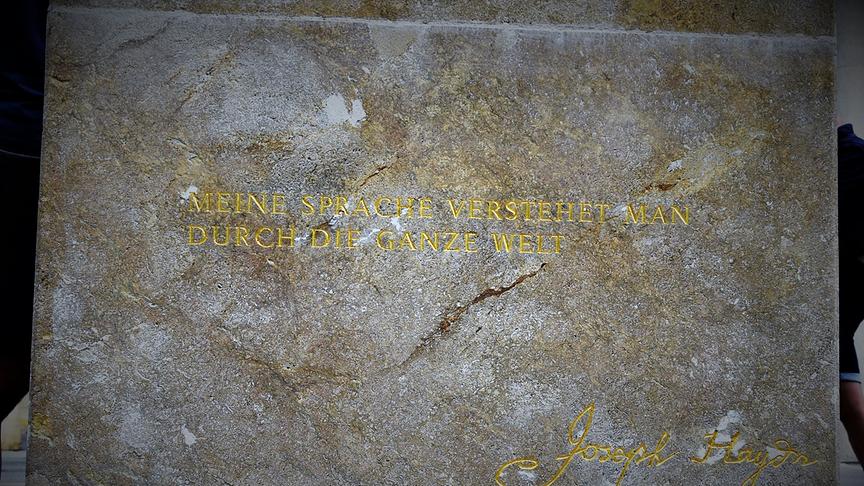 MEINE SPRACHE VERSTEHET MAN
DURCH DIE GANZE WELT
Joseph Haydn